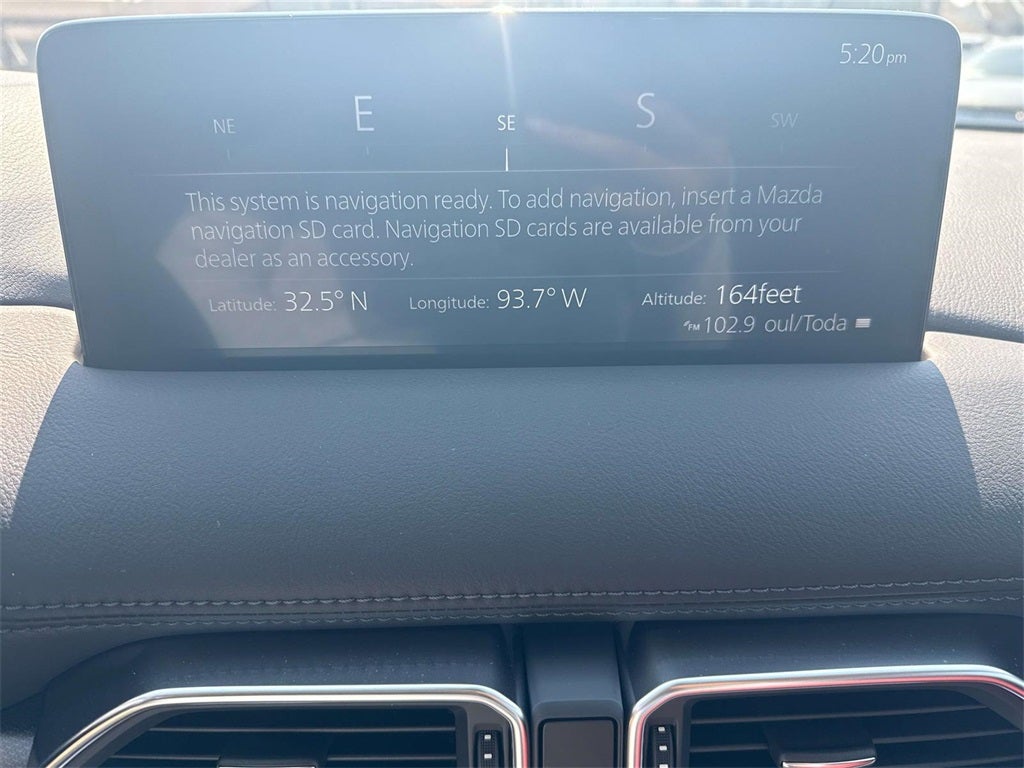 5:20 pm
NE E SE S SW
This system is navigation ready. To add navigation, insert a Mazda
navigation SD card. Navigation SD cards are available from your
dealer as an accessory.
Latitude: 32.5° N Longitude: 93.7° W Altitude: 164feet
FM 102.9 oul/Toda